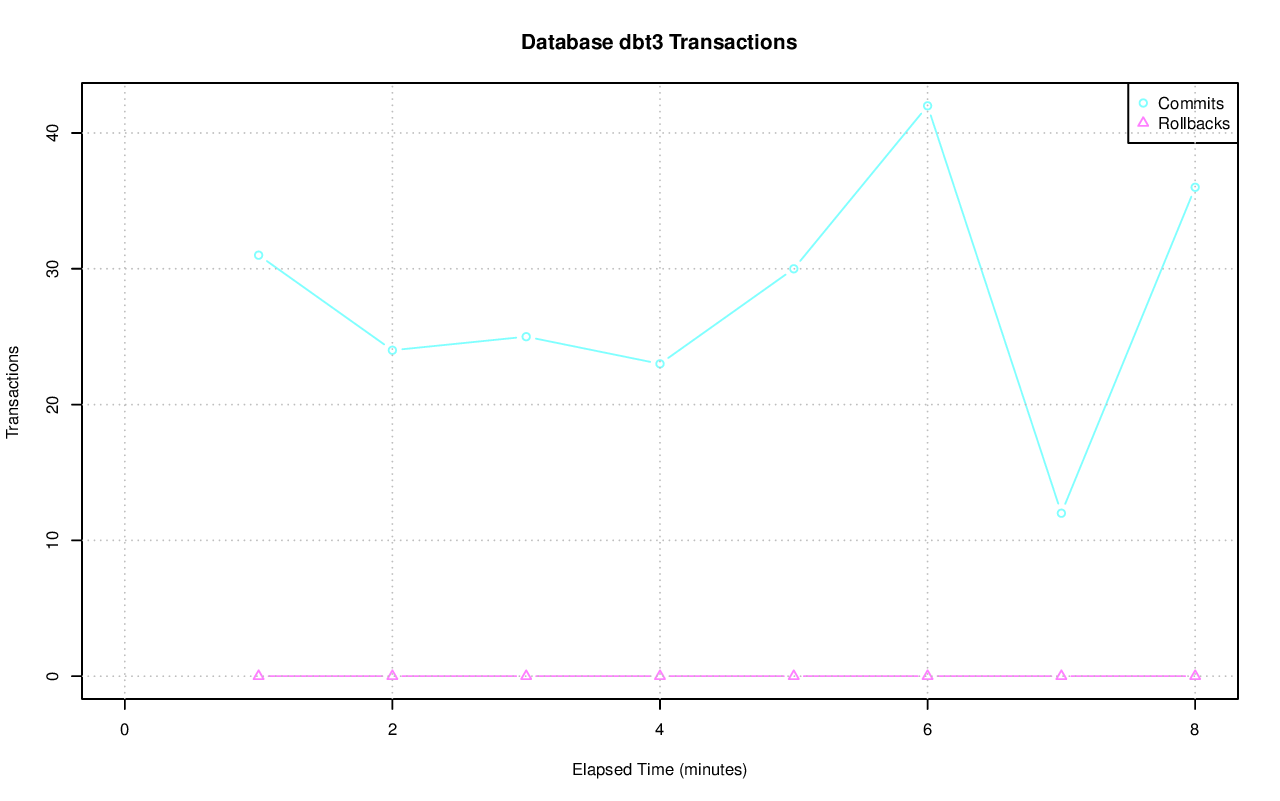 Database dbt3 Transactions
Commits
Rollbacks
40
30
20
10
0
Transactions
0 2 4 6 8
Elapsed Time (minutes)